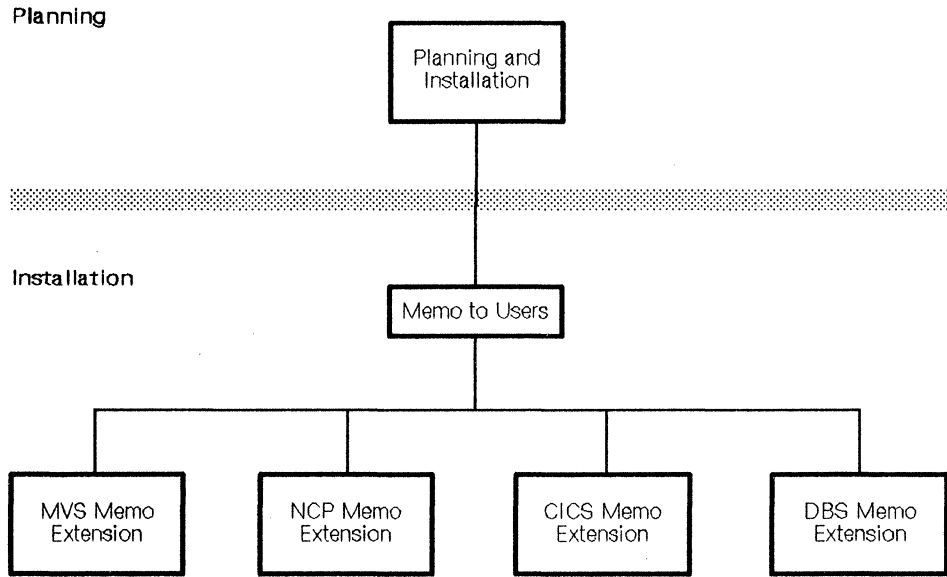 Planning
Planning and
Installation
Installation
Memo to Users
MVS Memo
Extension
NCP Memo
Extension
CICS Memo
Extension
DBS Memo
Extension